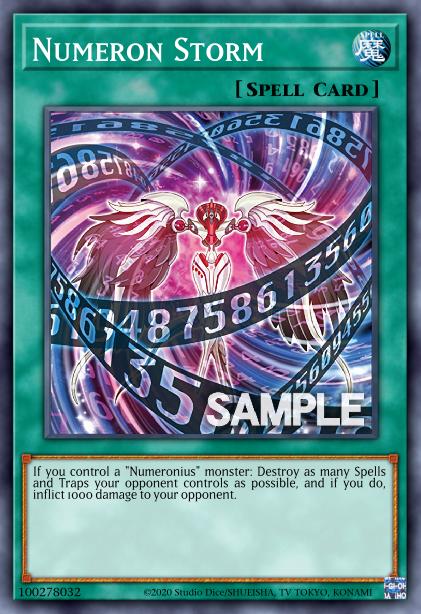 NUMERON STORM
SPELL
魔
[ SPELL CARD ]
SAMPLE
If you control a "Numeronius" monster: Destroy as many Spells
and Traps your opponent controls as possible, and if you do,
inflict 1000 damage to your opponent.
100278032
©2020 Studio Dice/SHUEISHA, TV TOKYO, KONAMI